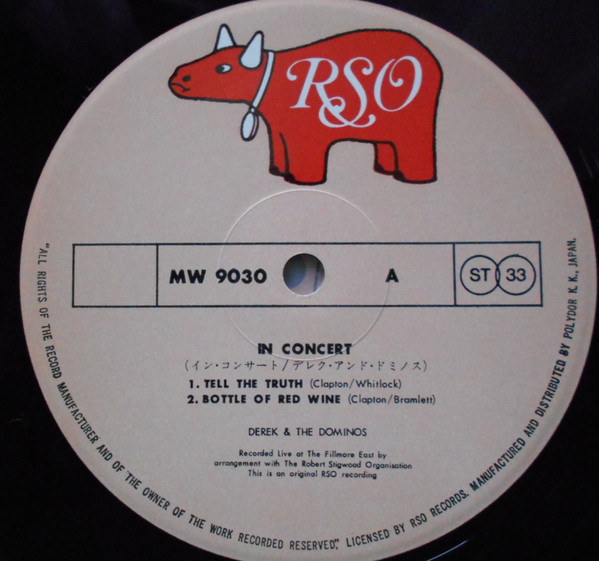 RSO
MW 9030 A ST 33
IN CONCERT
(イン・コンサート/デレク・アンド・ドミノス)
1. TELL THE TRUTH (Clapton/Whitlock)
2. BOTTLE OF RED WINE (Clapton/Bramlett)
DEREK & THE DOMINOS
Recorded Live at The Fillmore East by
arrangement with The Robert Stigwood Organisation
This is an original RSO recording
"ALL RIGHTS OF THE RECORD MANUFACTURER AND OF THE OWNER OF THE WORK RECORDED RESERVED," LICENSED BY RSO RECORDS. MANUFACTURED AND DISTRIBUTED BY POLYDOR K. K., JAPAN.